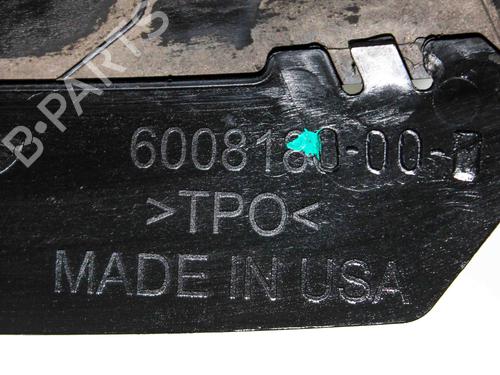 B-PARTS
6008180-00-
>TPO<
MADE IN USA